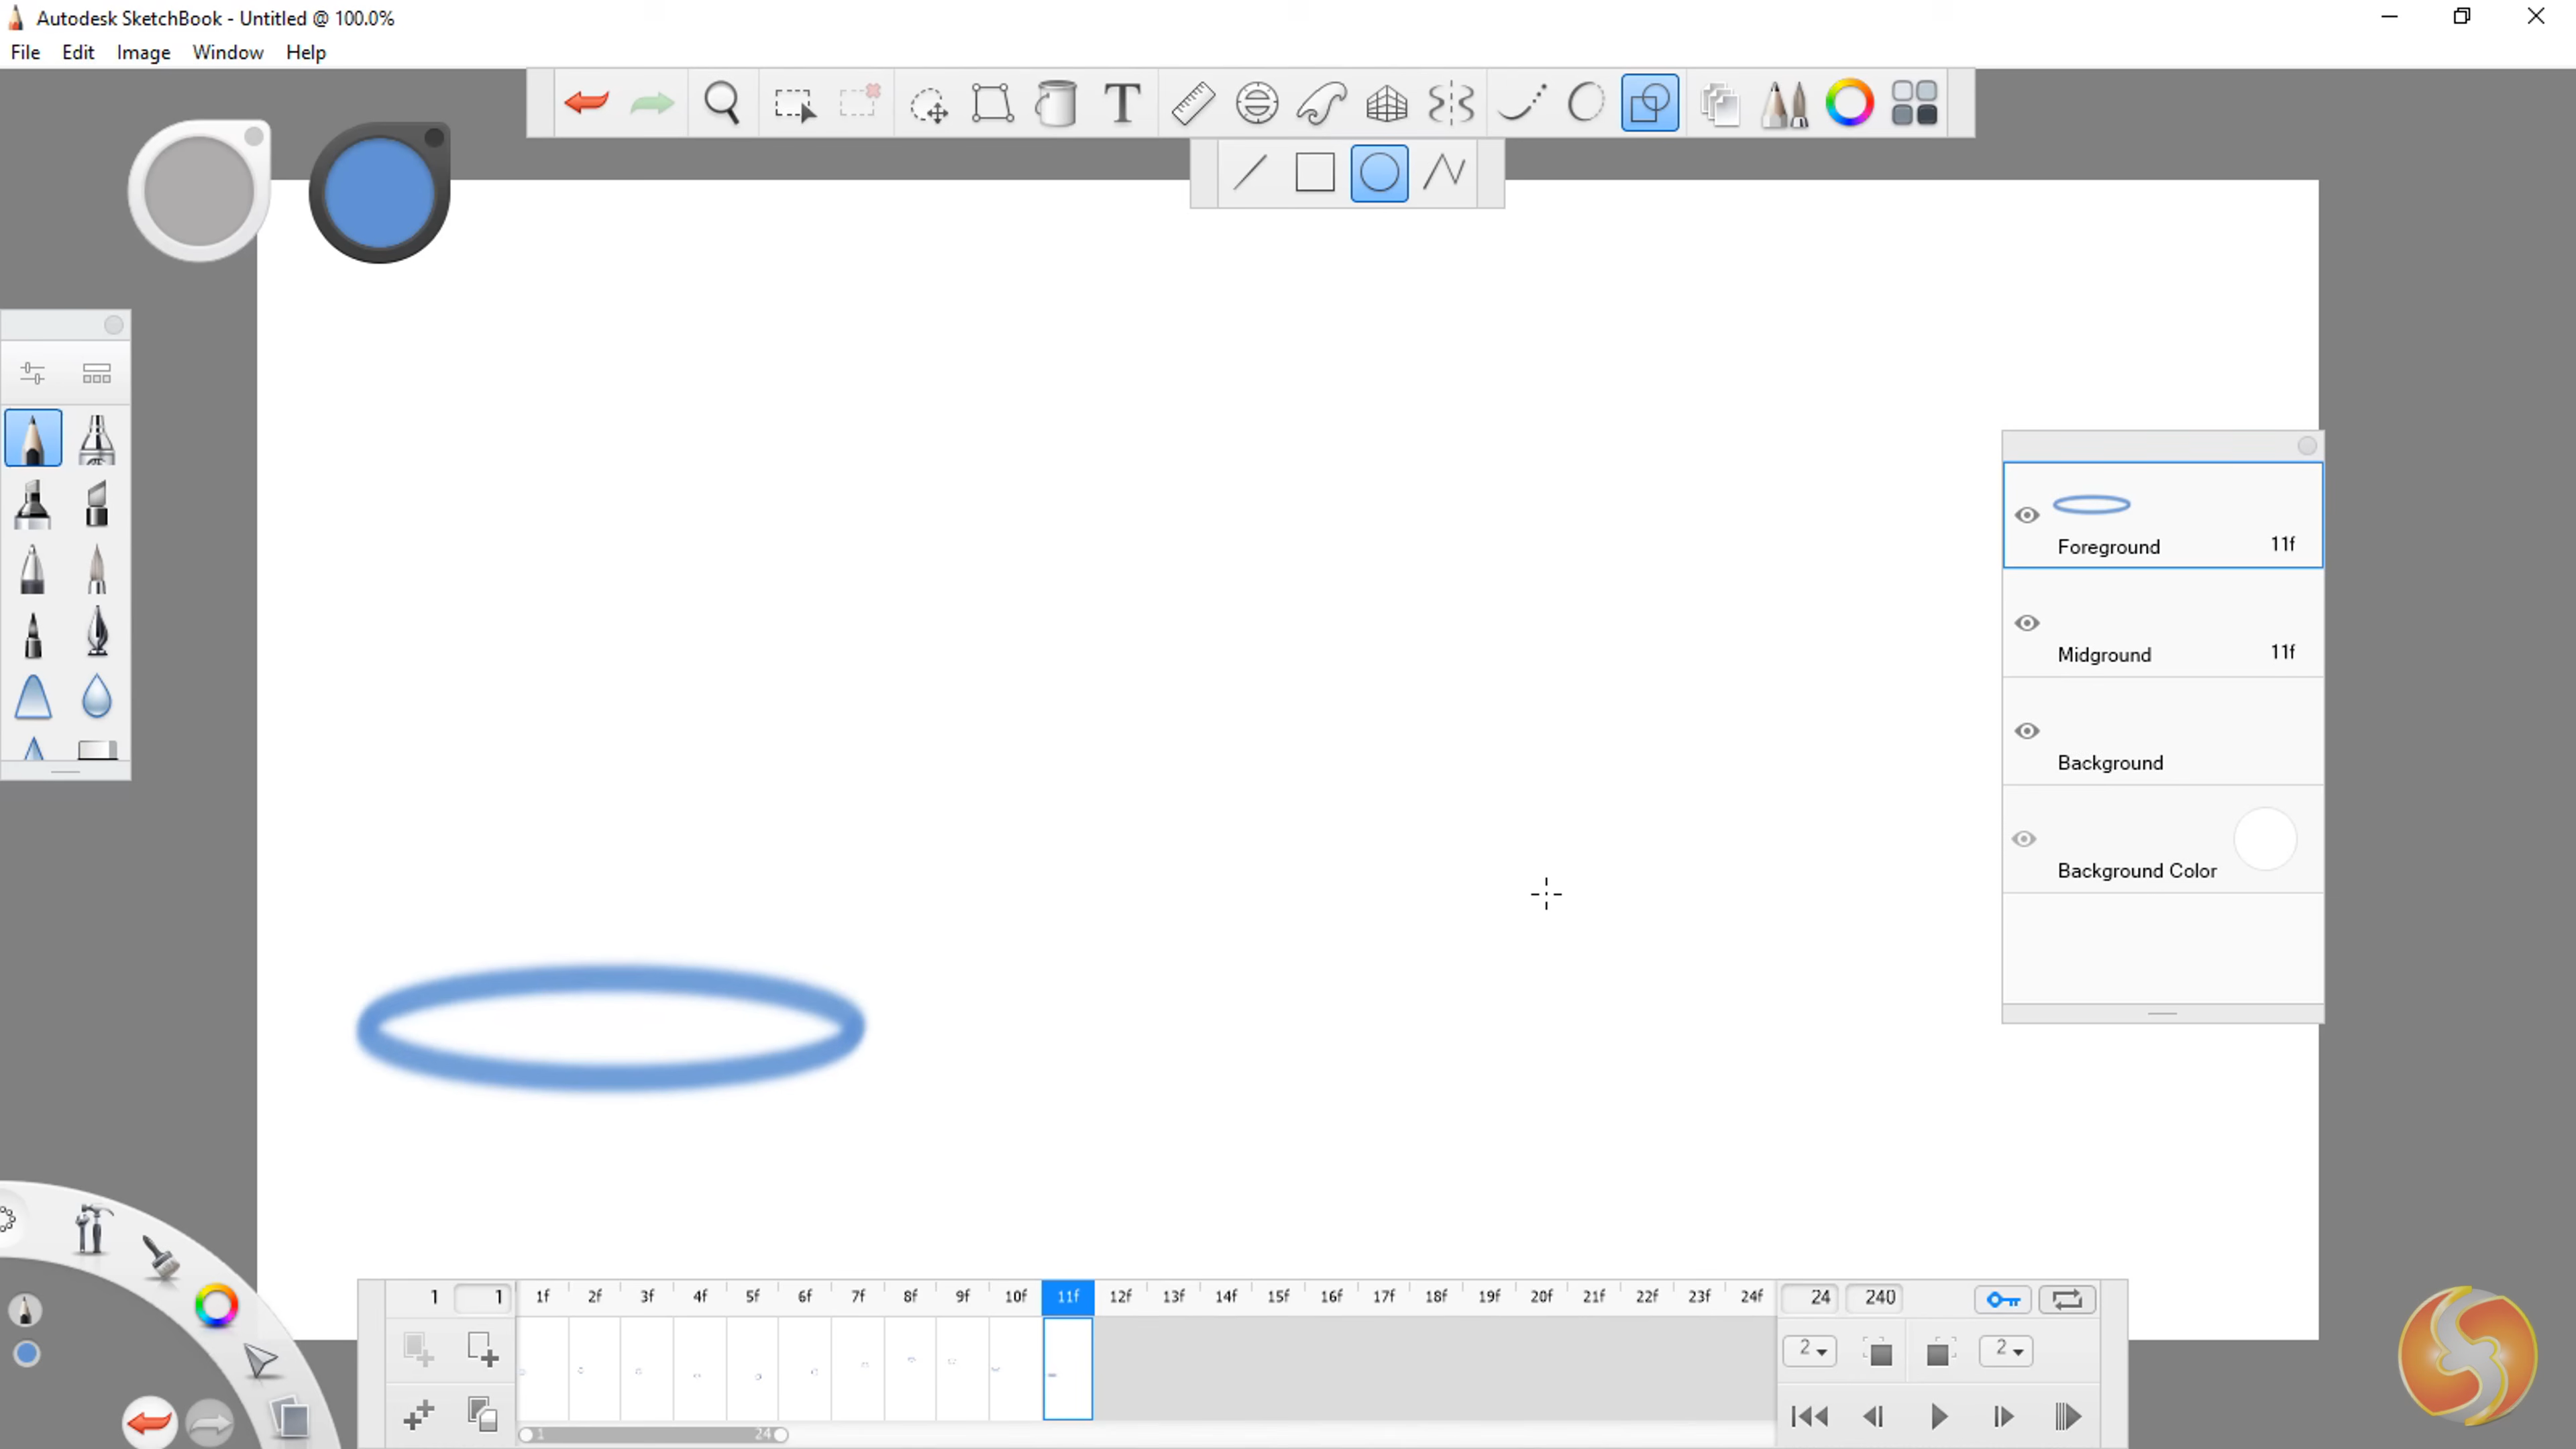 Autodesk SketchBook - Untitled @ 100.0%
File Edit Image Window Help
T
Foreground 11f
Midground 11f
Background
Background Color
1 1 1f 2f 3f 4f 5f 6f 7f 8f 9f 10f 11f 12f 13f 14f 15f 16f 17f 18f 19f 20f 21f 22f 23f 24f 24 240
2 2
1 24